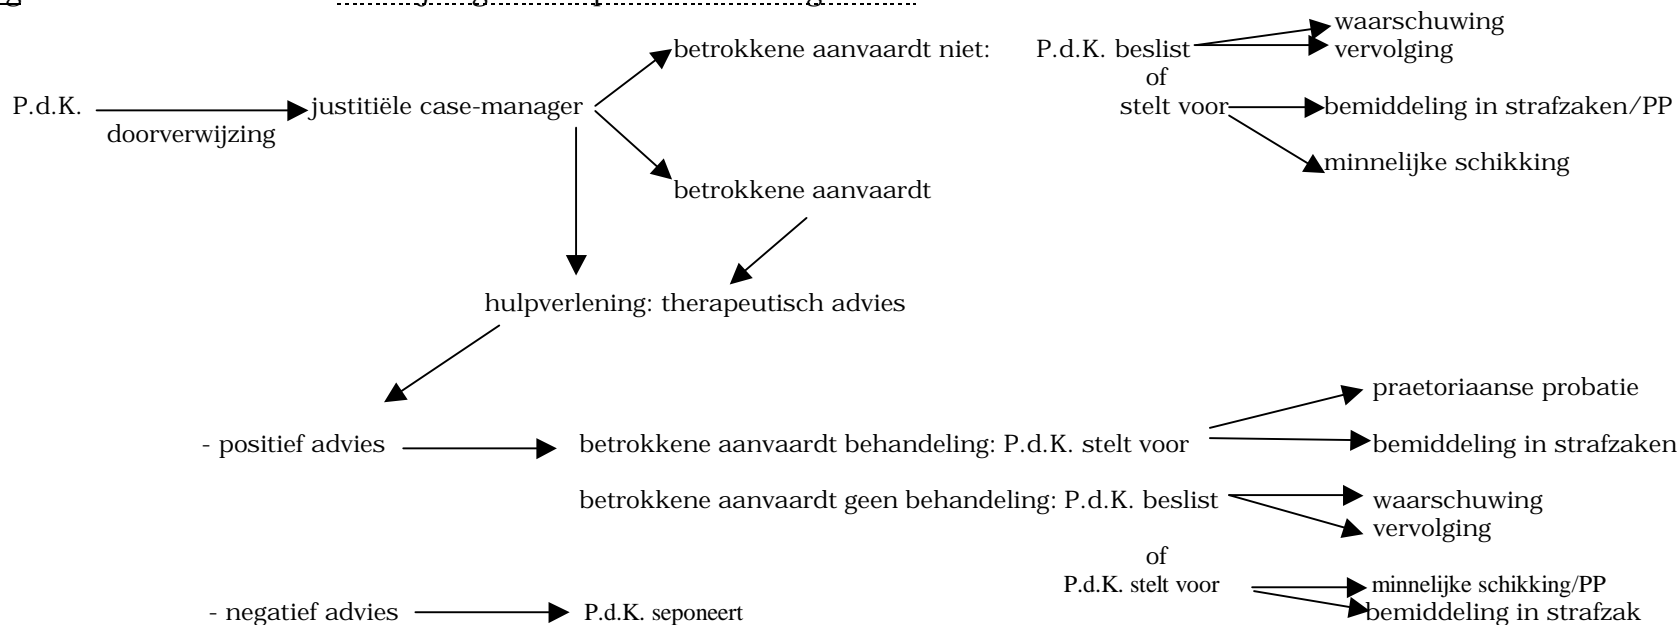 waarschuwing
betrokkene aanvaardt niet: P.d.K. beslist vervolging
of
P.d.K. justitiële case-manager stelt voor bemiddeling in strafzaken/PP
doorverwijzing
minnelijke schikking
betrokkene aanvaardt
hulpverlening: therapeutisch advies
praetoriaanse probatie
- positief advies betrokkene aanvaardt behandeling: P.d.K. stelt voor bemiddeling in strafzaken
betrokkene aanvaardt geen behandeling: P.d.K. beslist waarschuwing
vervolging
of
P.d.K. stelt voor minnelijke schikking/PP
- negatief advies P.d.K. seponeert bemiddeling in strafzak